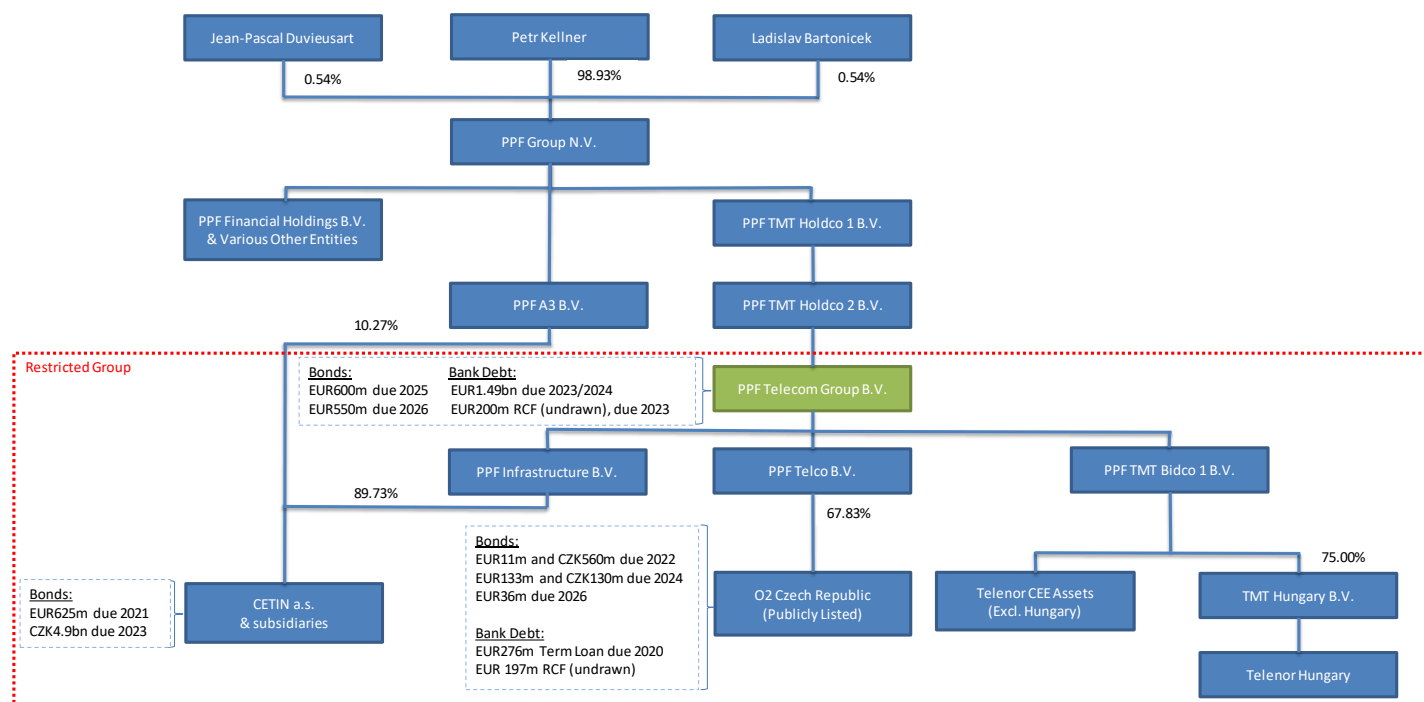 Jean-Pascal Duvieusart
Petr Kellner
Ladislav Bartonicek
0.54%
98.93%
0.54%
PPF Group N.V.
PPF Financial Holdings B.V.
& Various Other Entities
PPF TMT Holdco 1 B.V.
PPF A3 B.V.
PPF TMT Holdco 2 B.V.
10.27%
Restricted Group
Bonds:
EUR600m due 2025
EUR550m due 2026
Bank Debt:
EUR1.49bn due 2023/2024
EUR200m RCF (undrawn), due 2023
PPF Telecom Group B.V.
PPF Infrastructure B.V.
PPF Telco B.V.
PPF TMT Bidco 1 B.V.
89.73%
67.83%
Bonds:
EUR11m and CZK560m due 2022
EUR133m and CZK130m due 2024
EUR36m due 2026
Bank Debt:
EUR276m Term Loan due 2020
EUR 197m RCF (undrawn)
75.00%
Bonds:
EUR625m due 2021
CZK4.9bn due 2023
CETIN a.s.
& subsidiaries
O2 Czech Republic
(Publicly Listed)
Telenor CEE Assets
(Excl. Hungary)
TMT Hungary B.V.
Telenor Hungary